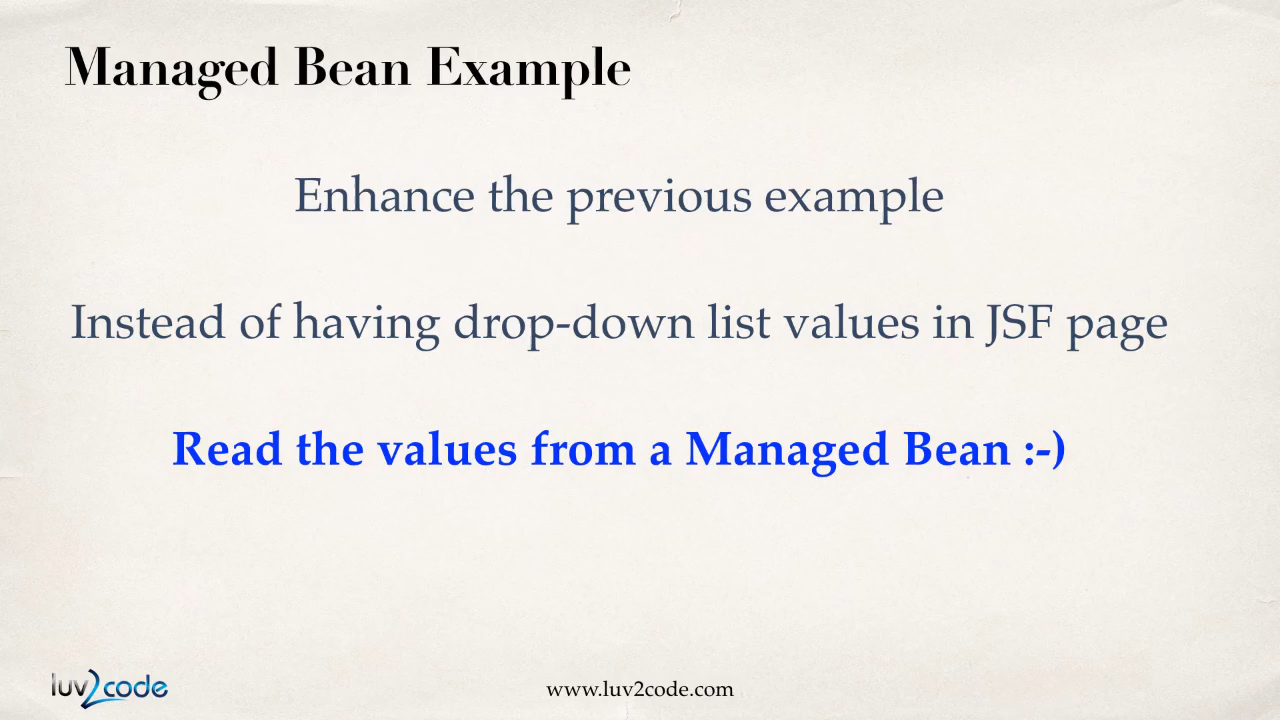 Managed Bean Example
Enhance the previous example
Instead of having drop-down list values in JSF page
Read the values from a Managed Bean :-)
luv2code
www.luv2code.com